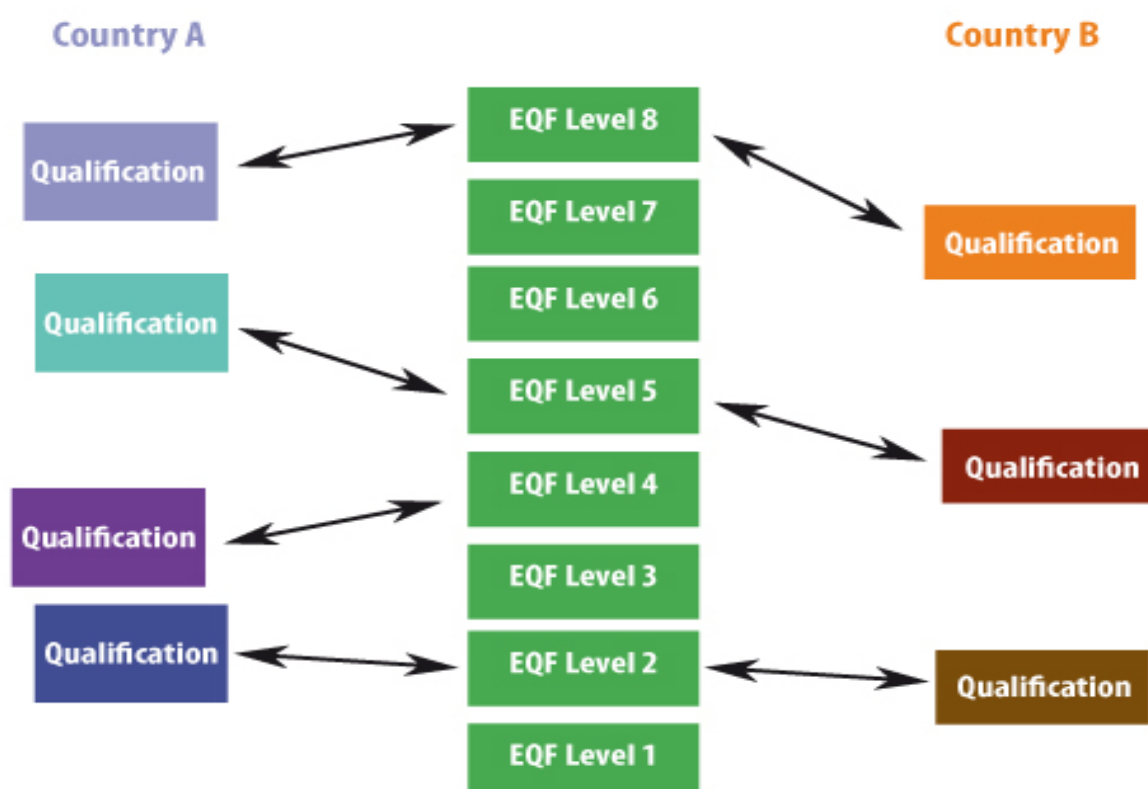 Country A
Country B
Qualification
Qualification
Qualification
Qualification
EQF Level 8
EQF Level 7
EQF Level 6
EQF Level 5
EQF Level 4
EQF Level 3
EQF Level 2
EQF Level 1
Qualification
Qualification
Qualification